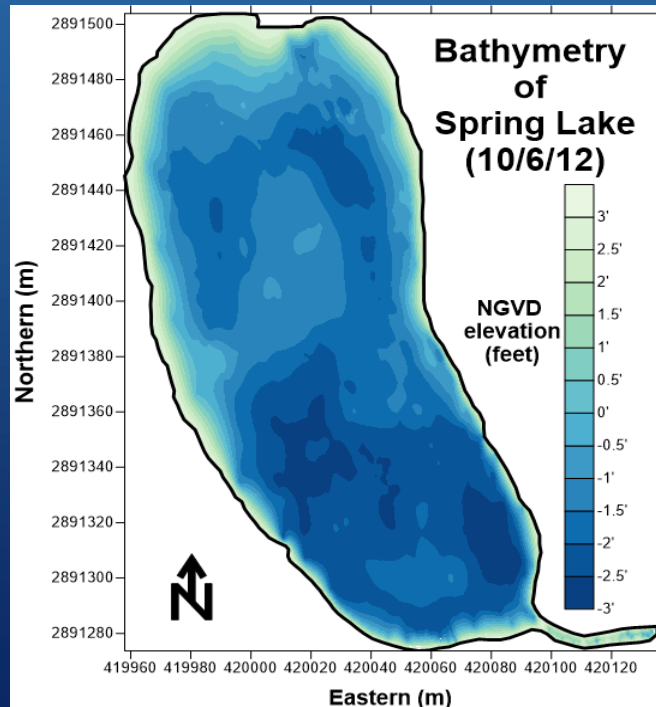 Bathymetry
of
Spring Lake
(10/6/12)
2891500
2891480
2891460
2891440
2891420
2891400
2891380
2891360
2891340
2891320
2891300
2891280
Northern (m)
NGVD
elevation
(feet)
3'
2'
1.5'
1'
0.5'
0'
-0.5'
-1'
-1.5'
-2'
-2.5'
-3'
N
419960 419980 420000 420020 420040 420060 420080 420100 420120
Eastern (m)